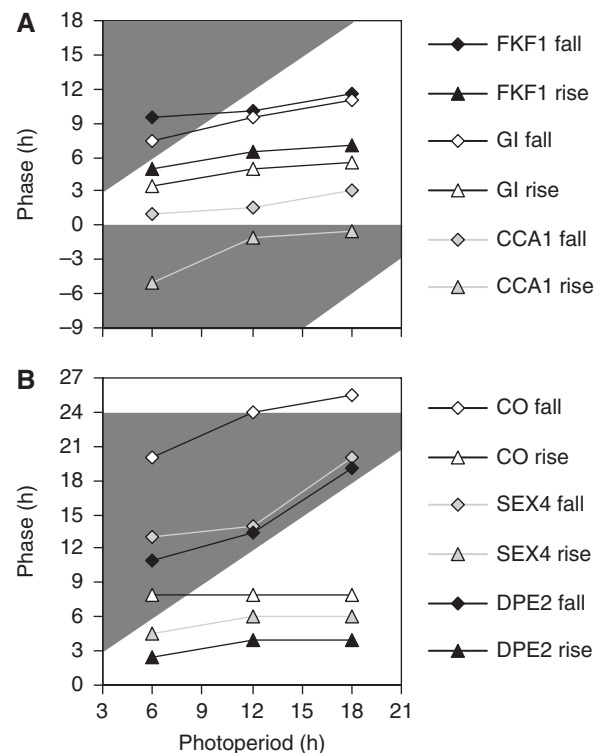 A
18
15
12
9
6
3
0
–3
–6
–9
Phase (h)
FKF1 fall
FKF1 rise
GI fall
GI rise
CCA1 fall
CCA1 rise
B
27
24
21
18
15
12
9
6
3
0
Phase (h)
3 6 9 12 15 18 21
Photoperiod (h)
CO fall
CO rise
SEX4 fall
SEX4 rise
DPE2 fall
DPE2 rise